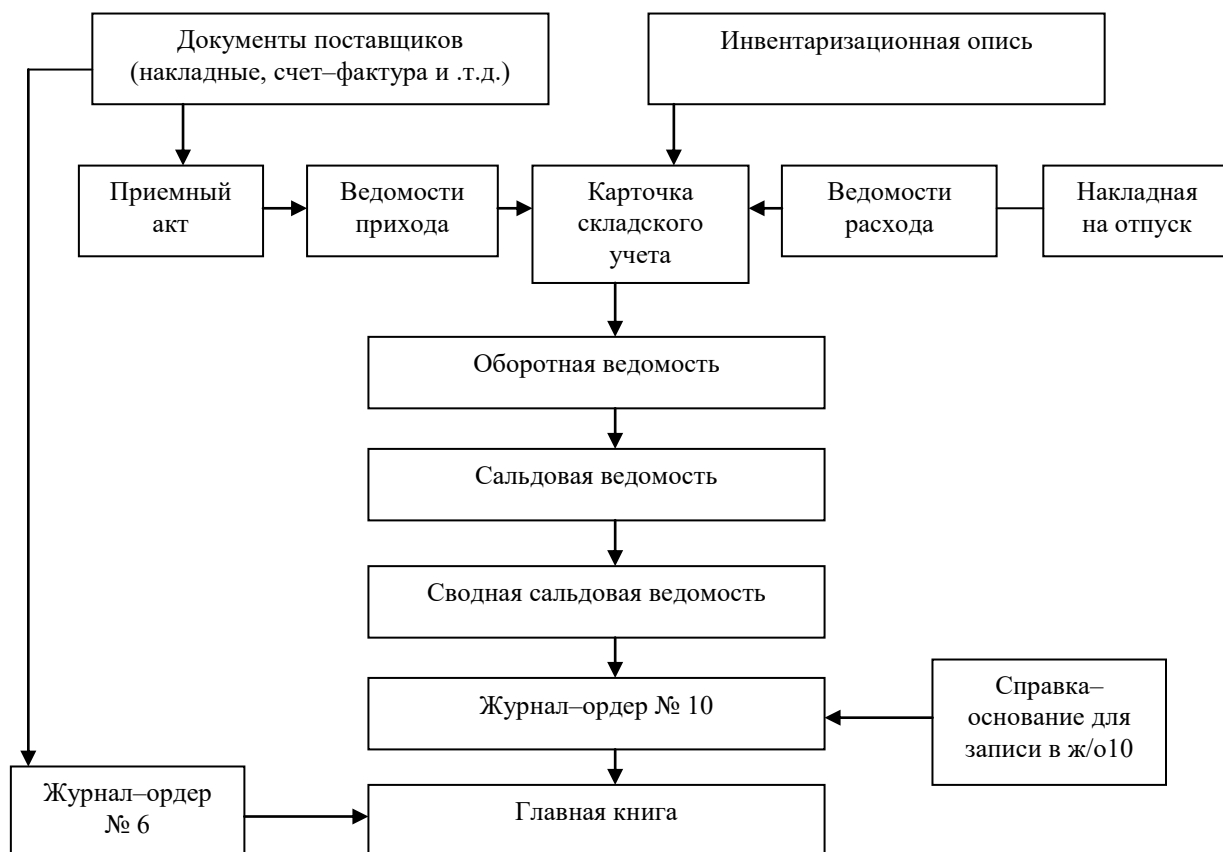 Документы поставщиков
(накладные, счет–фактура и .т.д.)
Инвентаризационная опись
Приемный
акт
Ведомости
прихода
Карточка
складского
учета
Ведомости
расхода
Накладная
на отпуск
Оборотная ведомость
Сальдовая ведомость
Сводная сальдовая ведомость
Журнал–ордер № 10
Справка–
основание для
записи в ж/о10
Журнал–ордер
№ 6
Главная книга